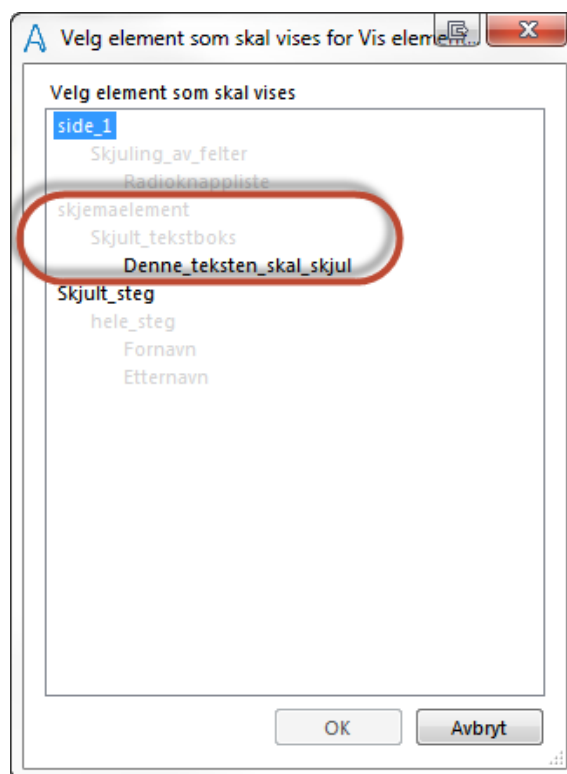 Velg element som skal vises for Vis element...
Velg element som skal vises
side_1
Skjuling_av_felter
Radioknappliste
skjemaelement
Skjult_tekstboks
Denne_teksten_skal_skjul
Skjult_steg
hele_steg
Fornavn
Etternavn
OK
Avbryt